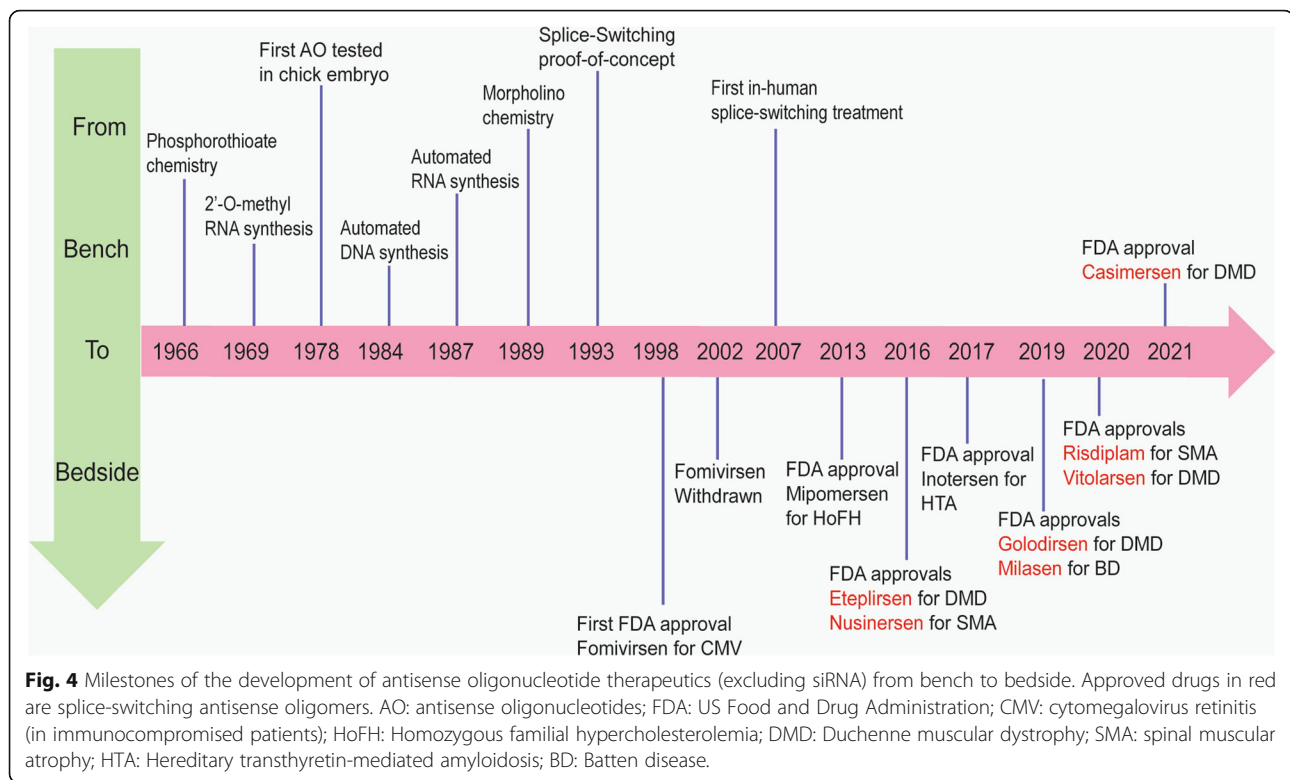 From
Bench
To
Bedside
Phosphorothioate
chemistry
2'-O-methyl
RNA synthesis
First AO tested
in chick embryo
Automated
DNA synthesis
Automated
RNA synthesis
Morpholino
chemistry
Splice-Switching
proof-of-concept
First in-human
splice-switching treatment
FDA approval
Casimersen for DMD
1966 1969 1978 1984 1987 1989 1993 1998 2002 2007 2013 2016 2017 2019 2020 2021
First FDA approval
Fomivirsen for CMV
Fomivirsen
Withdrawn
FDA approval
Mipomersen
for HoFH
FDA approvals
Eteplirsen for DMD
Nusinersen for SMA
FDA approval
Inotersen for
HTA
FDA approvals
Golodirsen for DMD
Milasen for BD
FDA approvals
Risdiplam for SMA
Vitolarsen for DMD
Fig. 4 Milestones of the development of antisense oligonucleotide therapeutics (excluding siRNA) from bench to bedside. Approved drugs in red
are splice-switching antisense oligomers. AO: antisense oligonucleotides; FDA: US Food and Drug Administration; CMV: cytomegalovirus retinitis
(in immunocompromised patients); HoFH: Homozygous familial hypercholesterolemia; DMD: Duchenne muscular dystrophy; SMA: spinal muscular
atrophy; HTA: Hereditary transthyretin-mediated amyloidosis; BD: Batten disease.